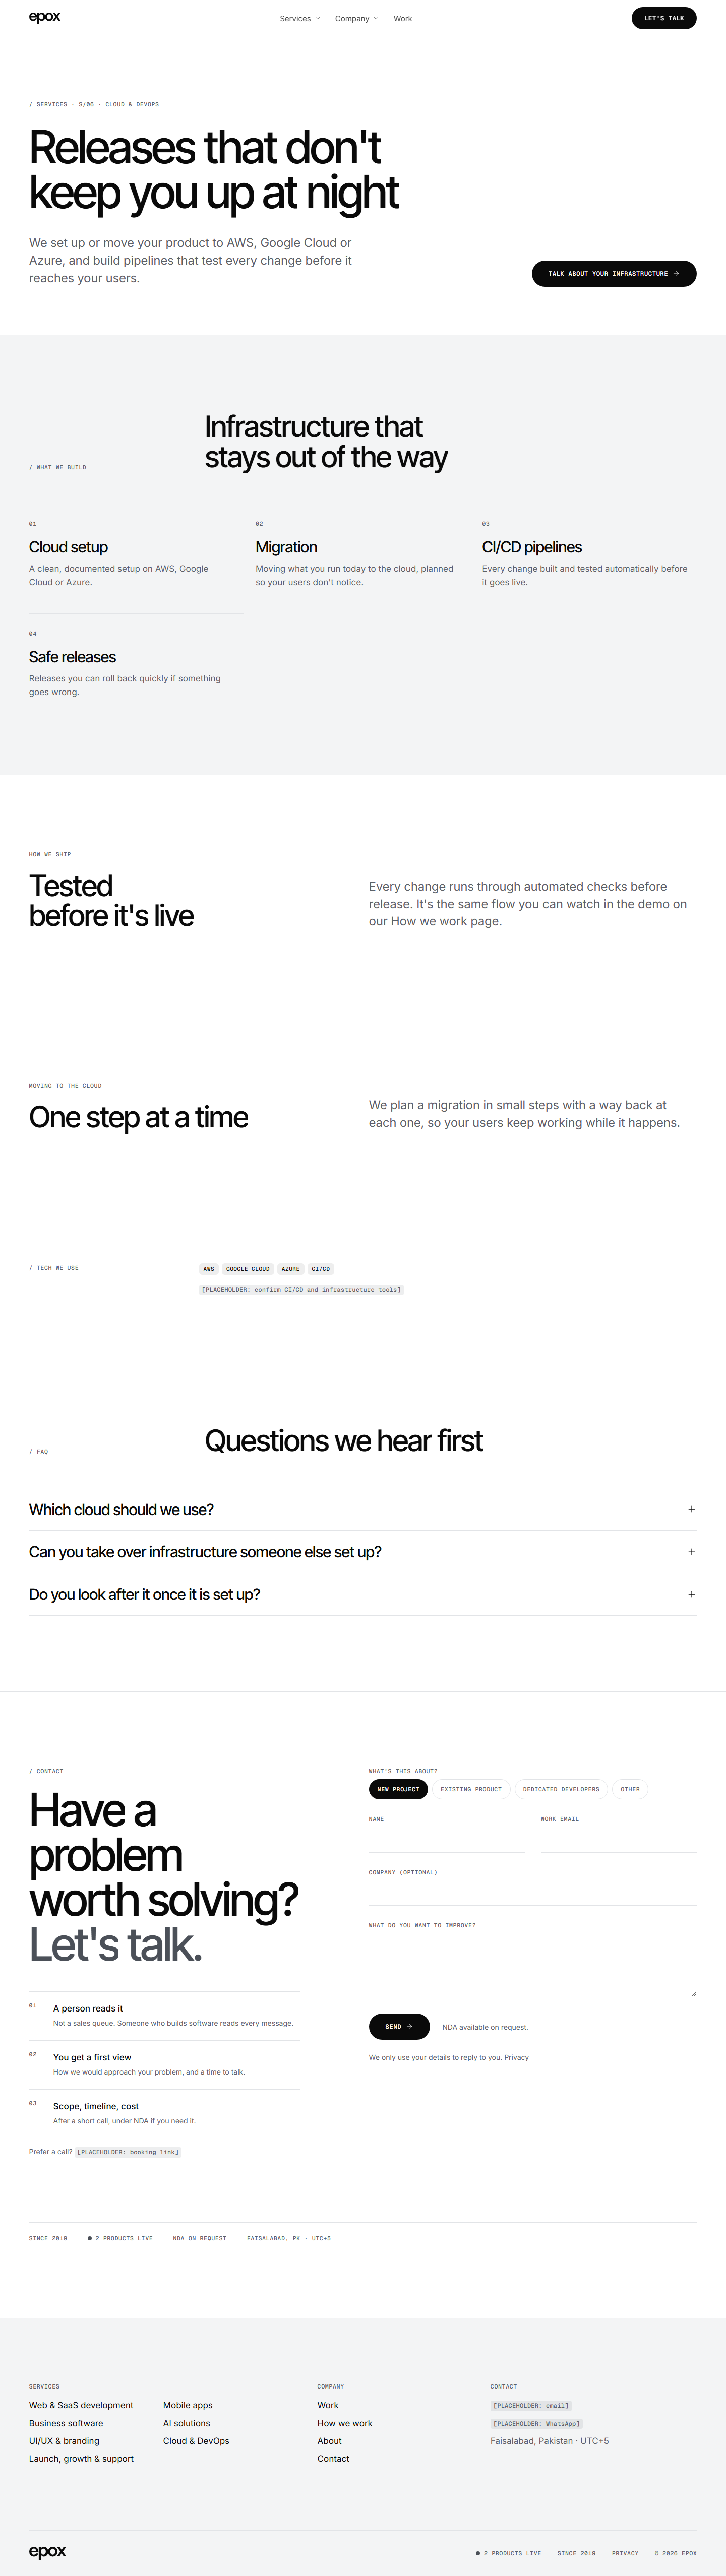 epox
Services
Company
Work
LET'S TALK
/ SERVICES · S/06 · CLOUD & DEVOPS
Releases that don't
keep you up at night
We set up or move your product to AWS, Google Cloud or
Azure, and build pipelines that test every change before it
reaches your users.
TALK ABOUT YOUR INFRASTRUCTURE →
/ WHAT WE BUILD
Infrastructure that
stays out of the way
01
Cloud setup
A clean, documented setup on AWS, Google
Cloud or Azure.
02
Migration
Moving what you run today to the cloud, planned
so your users don't notice.
03
CI/CD pipelines
Every change built and tested automatically before
it goes live.
04
Safe releases
Releases you can roll back quickly if something
goes wrong.
HOW WE SHIP
Tested
before it's live
Every change runs through automated checks before
release. It's the same flow you can watch in the demo on
our How we work page.
MOVING TO THE CLOUD
One step at a time
We plan a migration in small steps with a way back at
each one, so your users keep working while it happens.
/ TECH WE USE
AWS
GOOGLE CLOUD
AZURE
CI/CD
[PLACEHOLDER: confirm CI/CD and infrastructure tools]
/ FAQ
Questions we hear first
Which cloud should we use? +
Can you take over infrastructure someone else set up? +
Do you look after it once it is set up? +
/ CONTACT
Have a
problem
worth solving?
Let's talk.
01
A person reads it
Not a sales queue. Someone who builds software reads every message.
02
You get a first view
How we would approach your problem, and a time to talk.
03
Scope, timeline, cost
After a short call, under NDA if you need it.
Prefer a call? [PLACEHOLDER: booking link]
WHAT'S THIS ABOUT?
NEW PROJECT
EXISTING PRODUCT
DEDICATED DEVELOPERS
OTHER
NAME
WORK EMAIL
COMPANY (OPTIONAL)
WHAT DO YOU WANT TO IMPROVE?
SEND →
NDA available on request.
We only use your details to reply to you. Privacy
SINCE 2019
2 PRODUCTS LIVE
NDA ON REQUEST
FAISALABAD, PK · UTC+5
SERVICES
Web & SaaS development
Business software
UI/UX & branding
Launch, growth & support
Mobile apps
AI solutions
Cloud & DevOps
COMPANY
Work
How we work
About
Contact
CONTACT
[PLACEHOLDER: email]
[PLACEHOLDER: WhatsApp]
Faisalabad, Pakistan · UTC+5
epox
2 PRODUCTS LIVE
SINCE 2019
PRIVACY
© 2026 EPOX